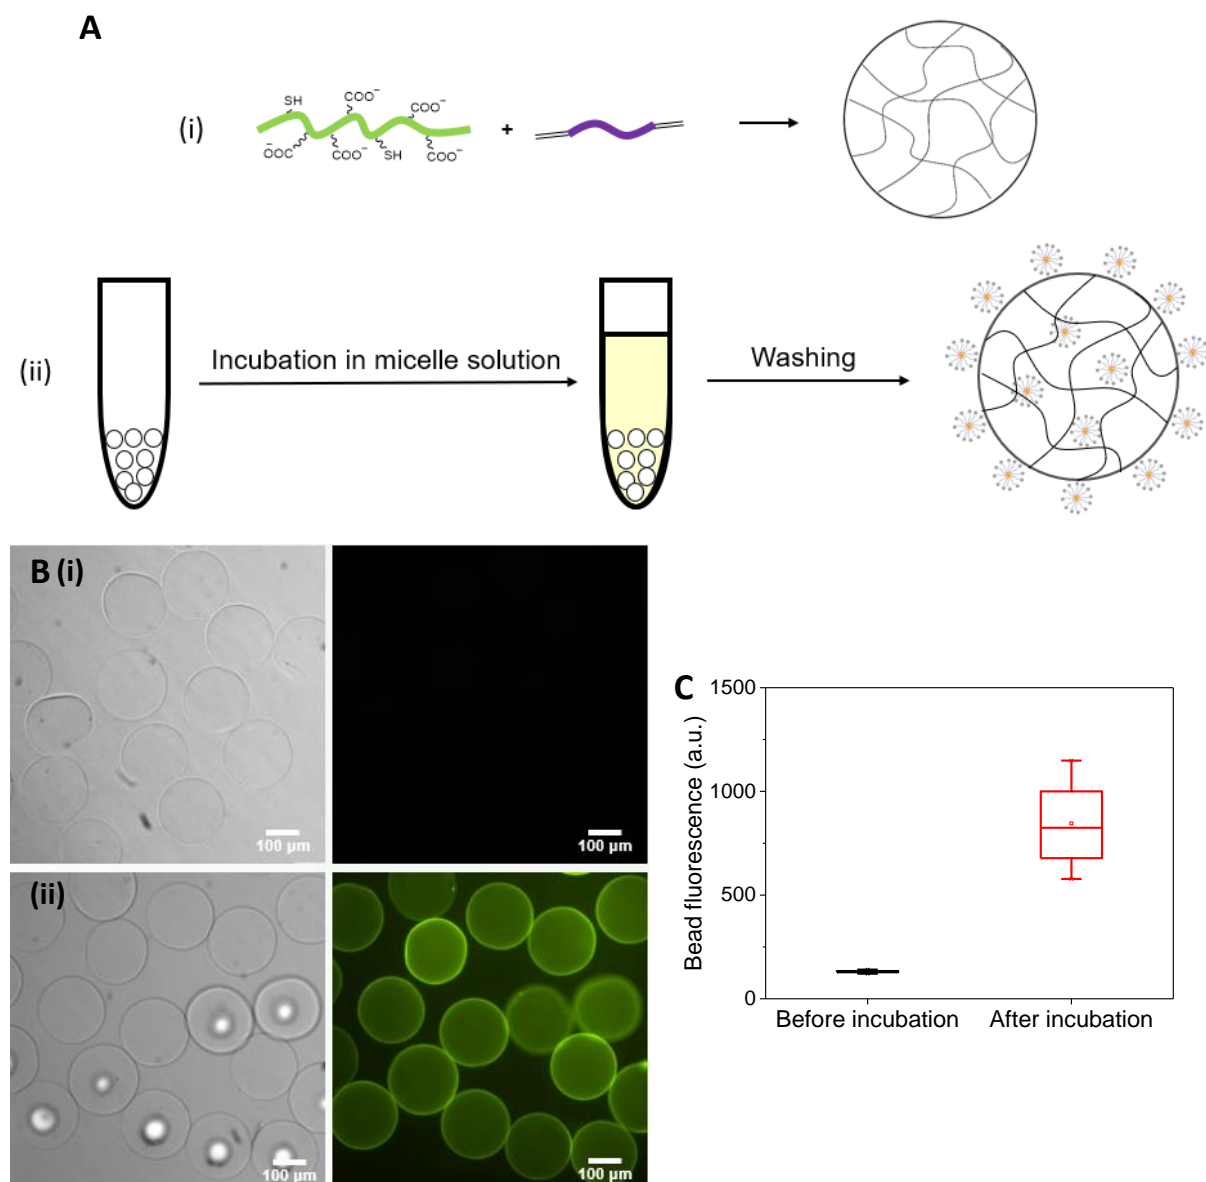 A
(i)
SH
COO⁻
COO⁻
⁻OOC
COO⁻
SH
COO⁻
+
(ii)
Incubation in micelle solution
Washing
B (i)
100 µm
100 µm
(ii)
100 µm
100 µm
C
Bead fluorescence (a.u.)
1500
1000
500
0
Before incubation
After incubation